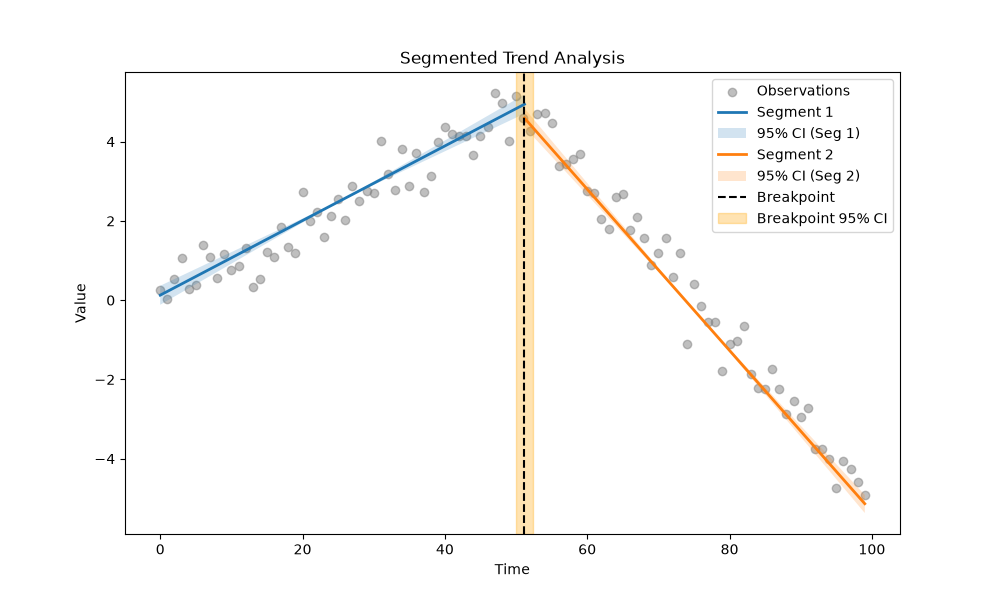 Segmented Trend Analysis
Observations
Segment 1
95% CI (Seg 1)
Segment 2
95% CI (Seg 2)
Breakpoint
Breakpoint 95% CI
Value
4
2
0
−2
−4
0 20 40 60 80 100
Time